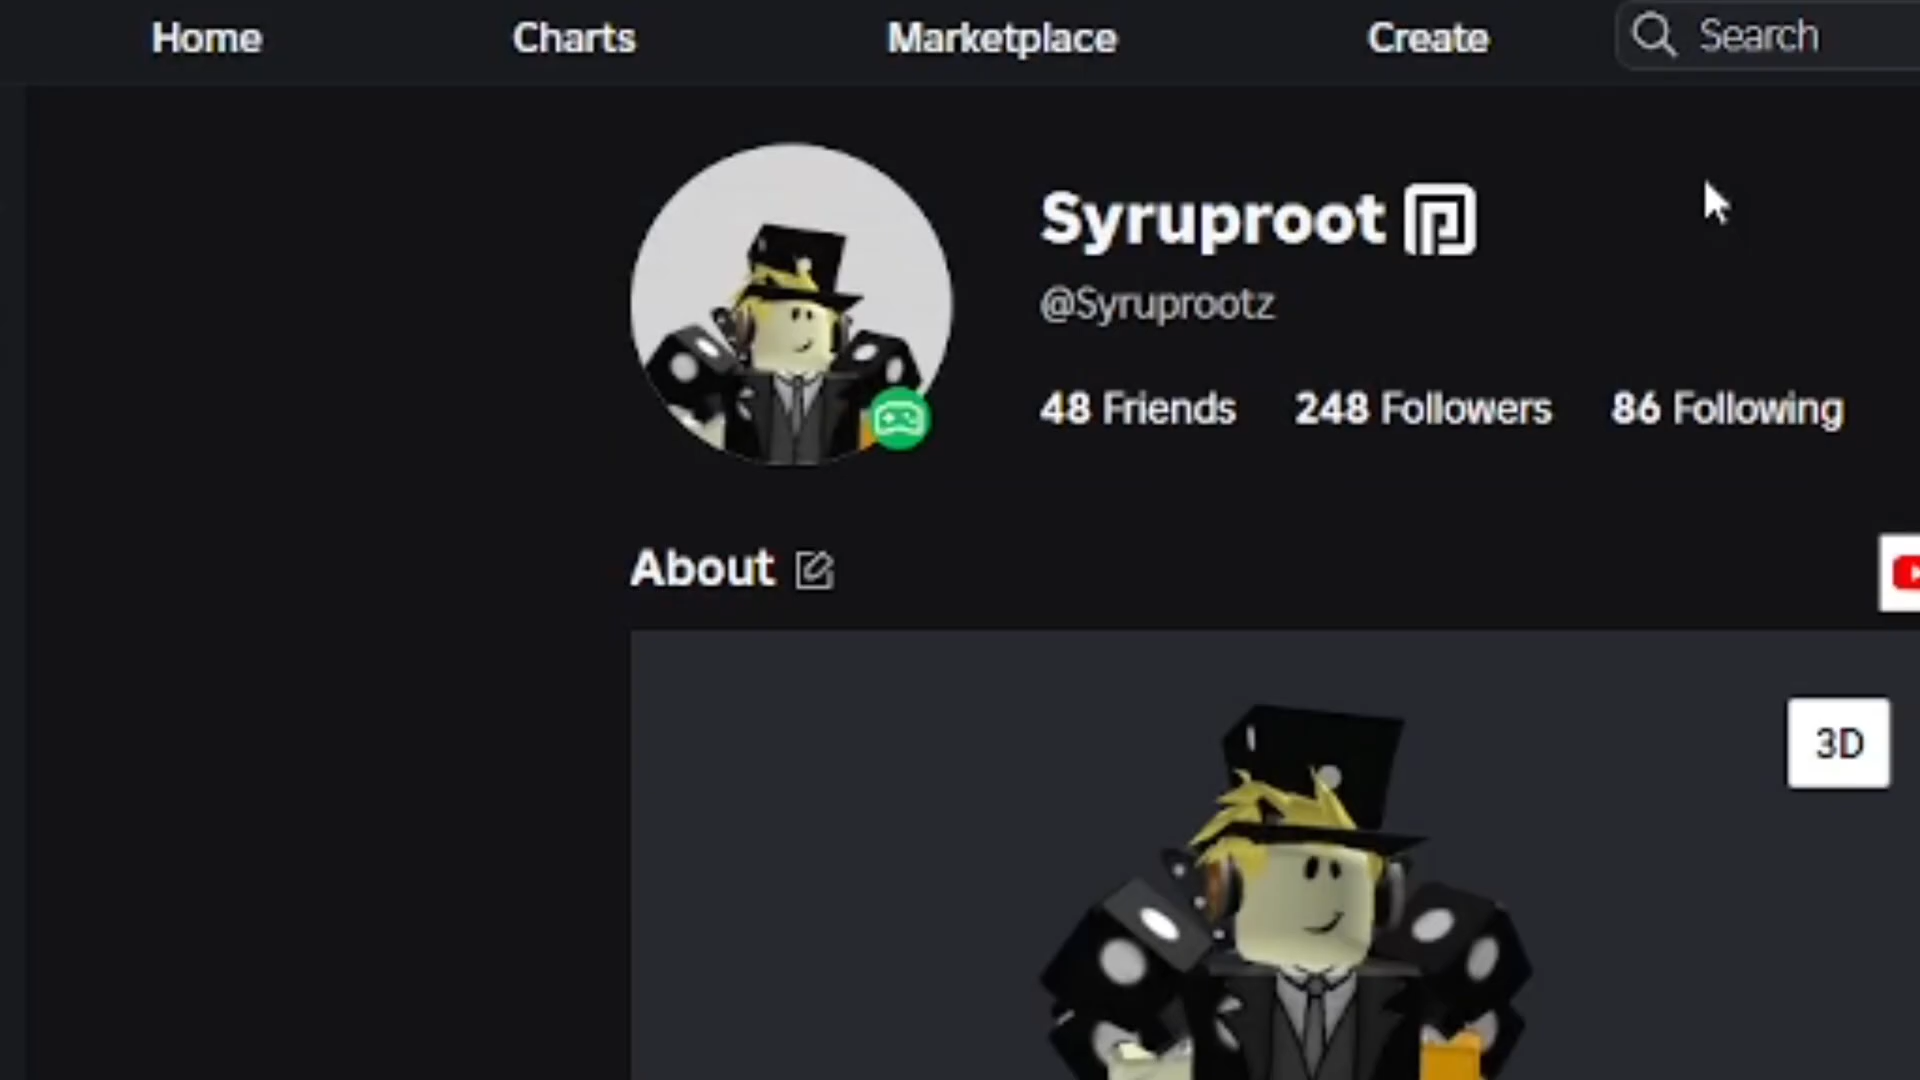 Home Charts Marketplace Create Search
Syruproot
@Syruprootz
48 Friends 248 Followers 86 Following
About
3D